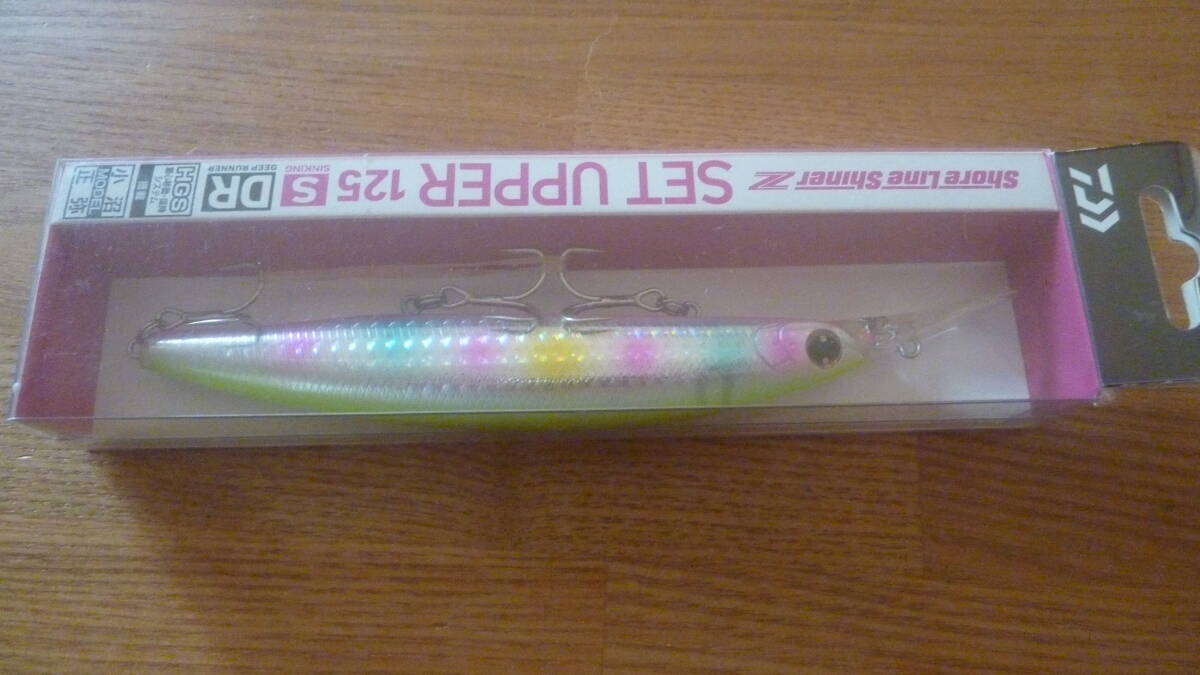 Shore Line Shiner Z
SET UPPER 125 S
SINKING
DR
DEEP RUNNER
HGS
小沼
MODEL
正弥